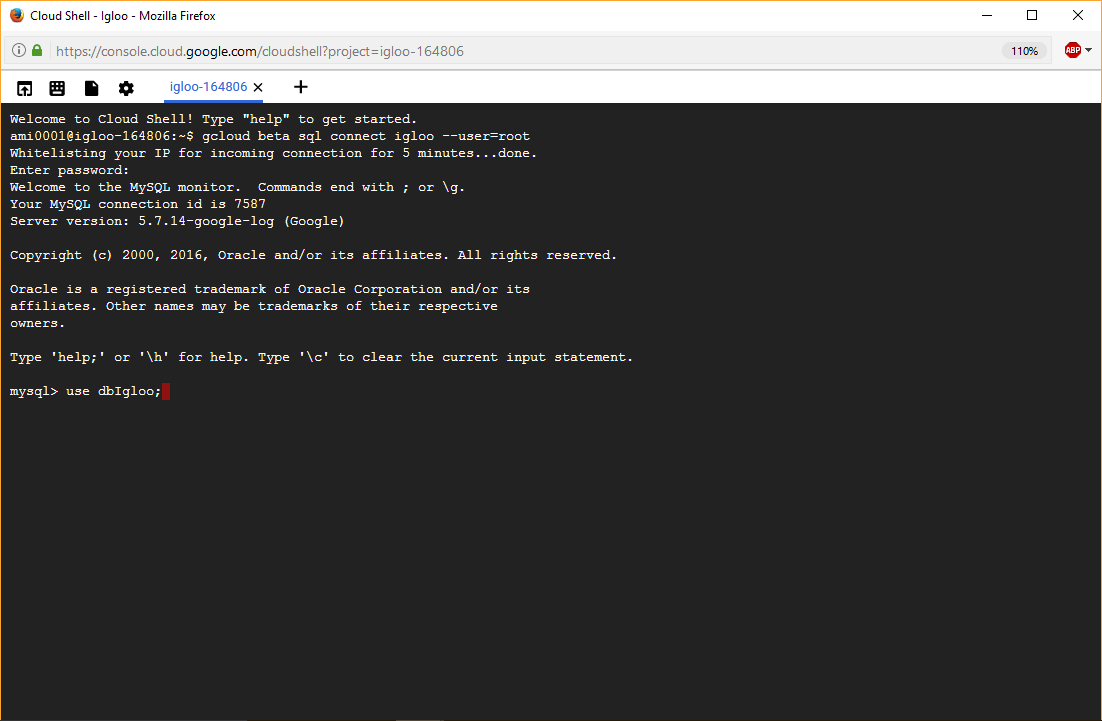 Cloud Shell - Igloo - Mozilla Firefox
https://console.cloud.google.com/cloudshell?project=igloo-164806
110%
ABP
igloo-164806
Welcome to Cloud Shell! Type "help" to get started.
ami0001@igloo-164806:~$ gcloud beta sql connect igloo --user=root
Whitelisting your IP for incoming connection for 5 minutes...done.
Enter password:
Welcome to the MySQL monitor.  Commands end with ; or \g.
Your MySQL connection id is 7587
Server version: 5.7.14-google-log (Google)
Copyright (c) 2000, 2016, Oracle and/or its affiliates. All rights reserved.
Oracle is a registered trademark of Oracle Corporation and/or its
affiliates. Other names may be trademarks of their respective
owners.
Type 'help;' or '\h' for help. Type '\c' to clear the current input statement.
mysql> use dbIgloo;